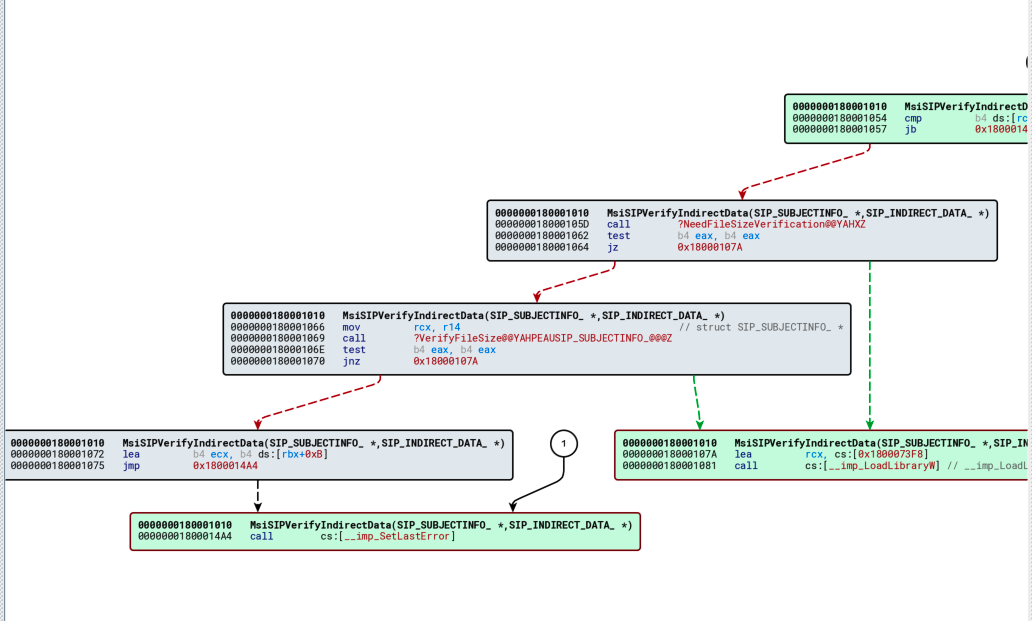 0000000180001010 MsiSIPVerifyIndirectD
0000000180001054 cmp b4 ds:[rc
0000000180001057 jb 0x1800014
0000000180001010 MsiSIPVerifyIndirectData(SIP_SUBJECTINFO_ *,SIP_INDIRECT_DATA_ *)
000000018000105D call ?NeedFileSizeVerification@@YAHXZ
0000000180001062 test b4 eax, b4 eax
0000000180001064 jz 0x18000107A
0000000180001010 MsiSIPVerifyIndirectData(SIP_SUBJECTINFO_ *,SIP_INDIRECT_DATA_ *)
0000000180001066 mov rcx, r14 // struct SIP_SUBJECTINFO_ *
0000000180001069 call ?VerifyFileSize@@YAHPEAUSIP_SUBJECTINFO_@@@Z
000000018000106E test b4 eax, b4 eax
0000000180001070 jnz 0x18000107A
0000000180001010 MsiSIPVerifyIndirectData(SIP_SUBJECTINFO_ *,SIP_INDIRECT_DATA_ *)
0000000180001072 lea b4 ecx, b4 ds:[rbx+0xB]
0000000180001075 jmp 0x1800014A4
1
0000000180001010 MsiSIPVerifyIndirectData(SIP_SUBJECTINFO_ *,SIP_IN
000000018000107A lea rcx, cs:[0x1800073F8]
0000000180001081 call cs:[__imp_LoadLibraryW] // __imp_LoadL
0000000180001010 MsiSIPVerifyIndirectData(SIP_SUBJECTINFO_ *,SIP_INDIRECT_DATA_ *)
00000001800014A4 call cs:[__imp_SetLastError]